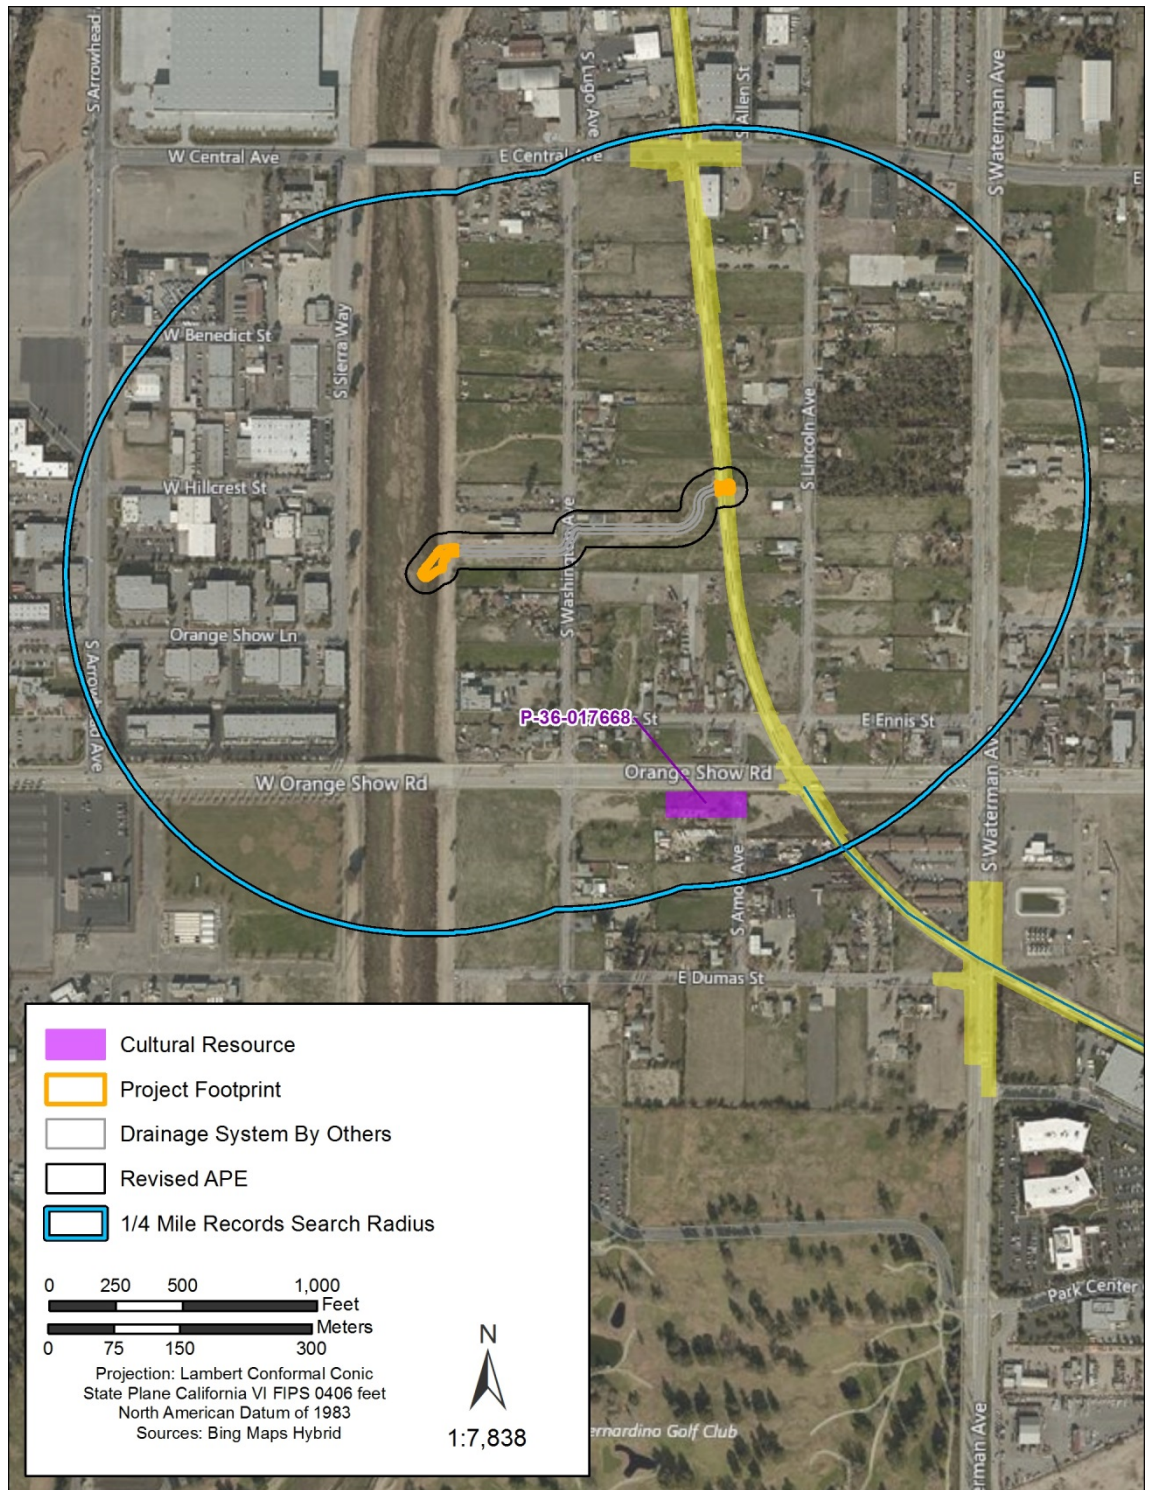 S Arrowhead
S Lugo Ave
S Allen St
S Waterman Ave
W Central Ave
E Central Ave
E
W Benedict St
S Sierra Way
S Lincoln Ave
W Hillcrest St
S Washington Ave
Orange Show Ln
S Arrowhead Ave
P-36-017668
St
E Ennis St
W Orange Show Rd
Orange Show Rd
S Waterman Ave
S Amos Ave
E Dumas St
Cultural Resource
Project Footprint
Drainage System By Others
Revised APE
1/4 Mile Records Search Radius
0 250 500 1,000
Feet
Meters
0 75 150 300
Projection: Lambert Conformal Conic
State Plane California VI FIPS 0406 feet
North American Datum of 1983
Sources: Bing Maps Hybrid
N
1:7,838
Park Center
ernardino Golf Club
erman Ave